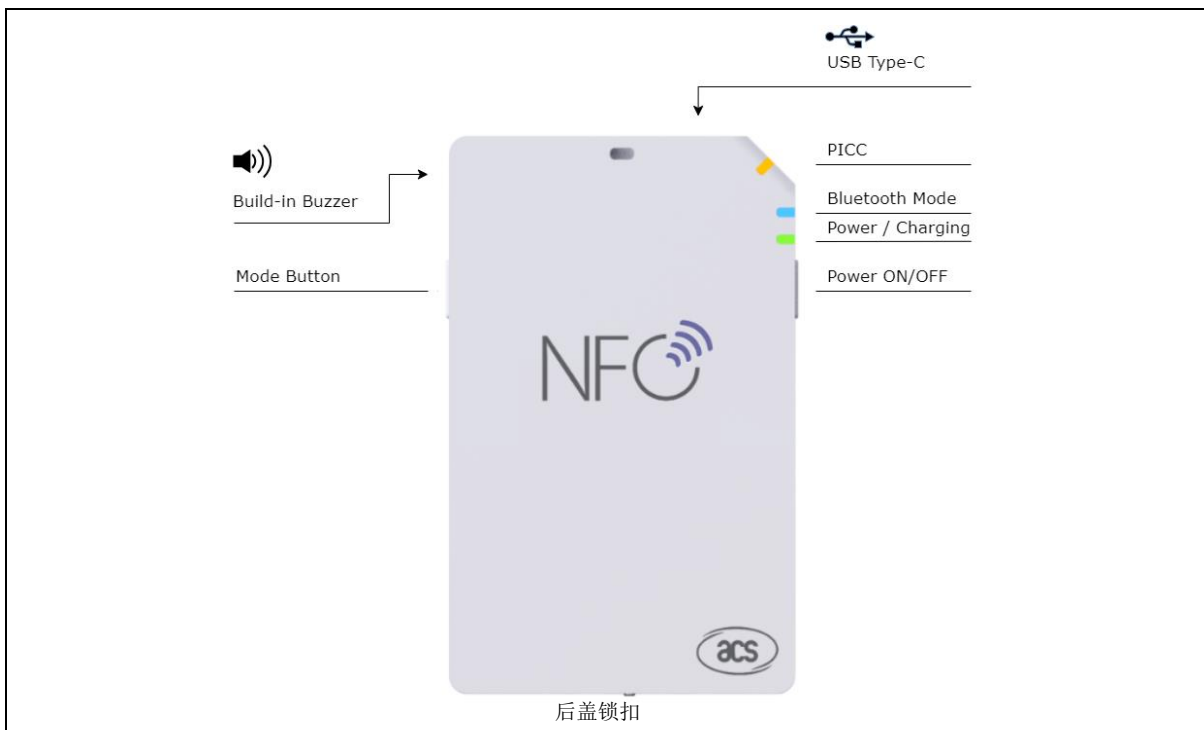 USB Type-C
PICC
Build-in Buzzer
Bluetooth Mode
Power / Charging
Mode Button
Power ON/OFF
NFC
acs
后盖锁扣